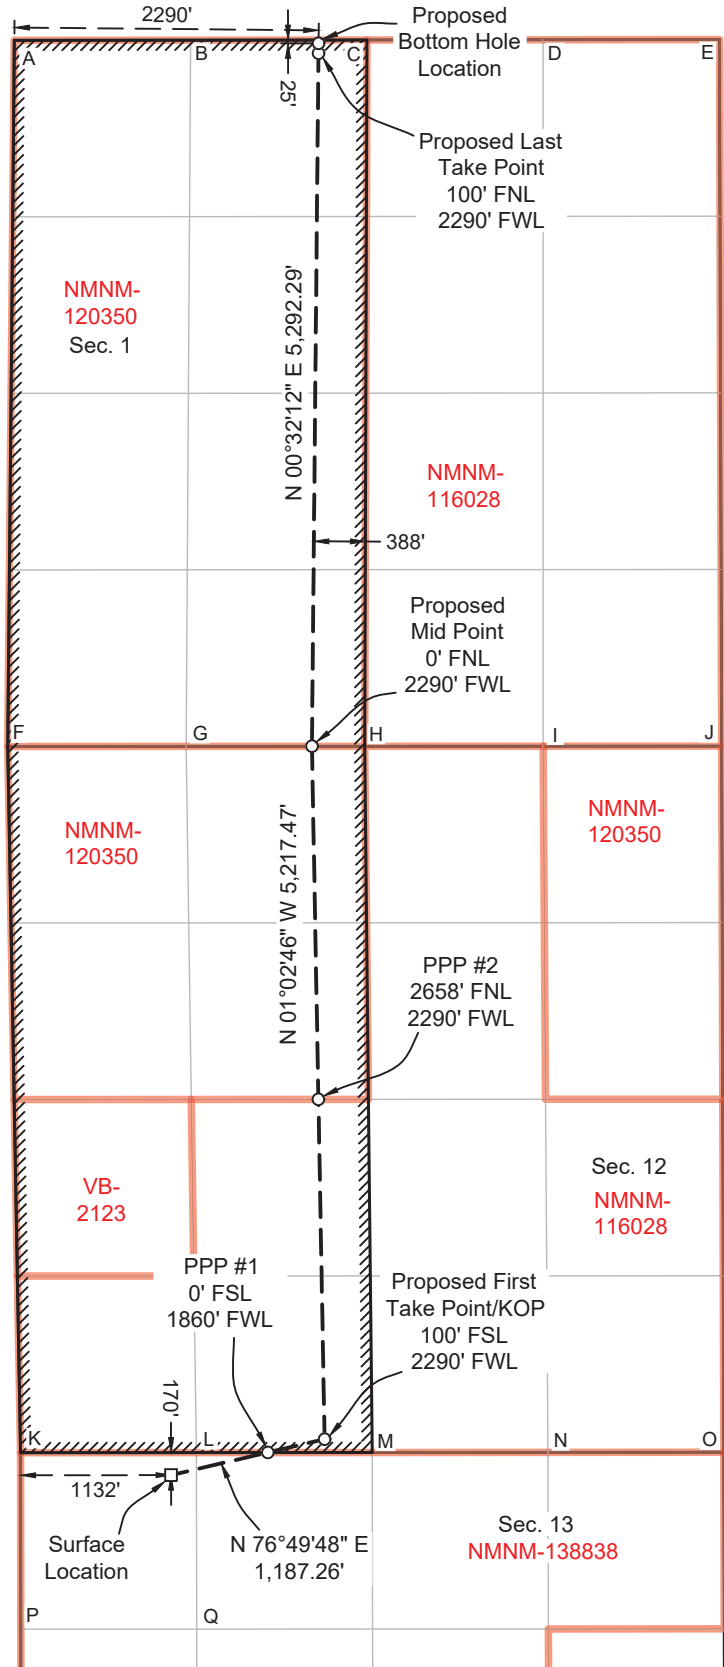 2290'
Proposed
Bottom Hole
Location
A
B
C
D
E
25'
Proposed Last
Take Point
100' FNL
2290' FWL
NMNM-
120350
Sec. 1
N 00°32'12" E 5,292.29'
NMNM-
116028
388'
Proposed
Mid Point
0' FNL
2290' FWL
F
G
H
I
J
NMNM-
120350
NMNM-
120350
N 01°02'46" W 5,217.47'
PPP #2
2658' FNL
2290' FWL
Sec. 12
NMNM-
116028
VB-
2123
PPP #1
0' FSL
1860' FWL
Proposed First
Take Point/KOP
100' FSL
2290' FWL
170'
K
L
M
N
O
1132'
Surface
Location
N 76°49'48" E
1,187.26'
Sec. 13
NMNM-138838
P
Q